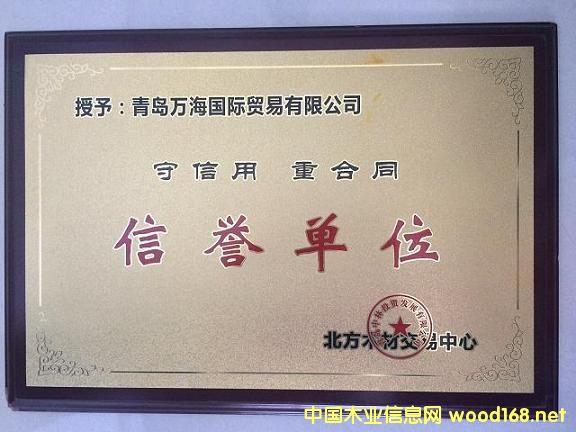 授予：青岛万海国际贸易有限公司
守信用 重合同
信誉单位
北方木材交易中心
中国木业信息网 wood168.net